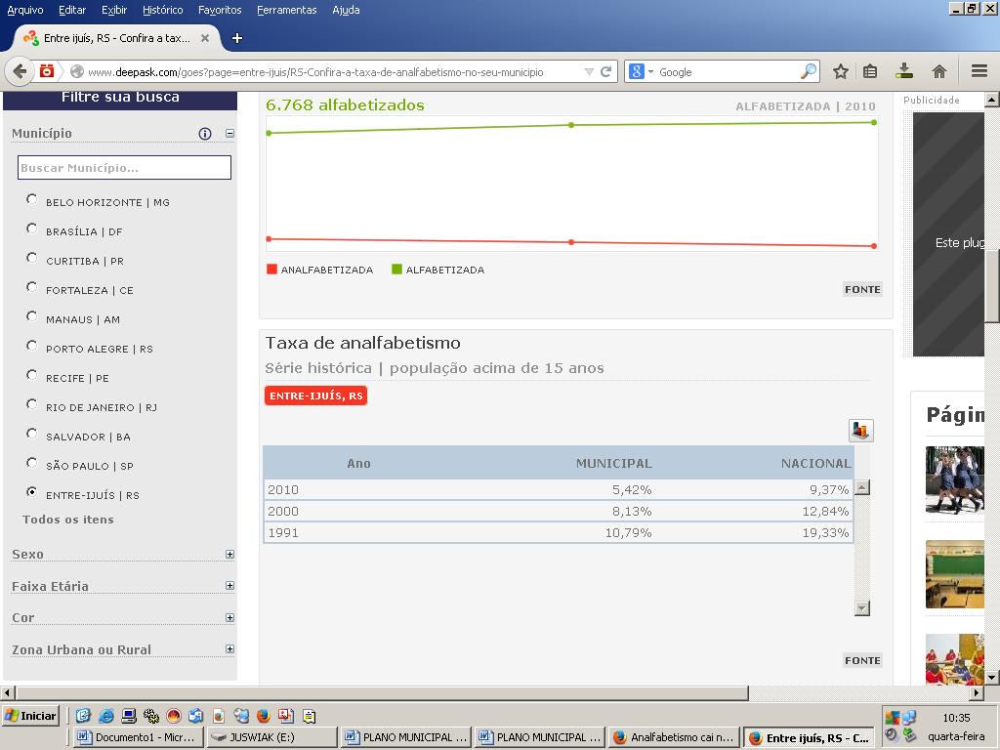 Arquivo Editar Exibir Histórico Favoritos Ferramentas Ajuda
Entre ijuís, RS - Confira a tax...
www.deepask.com/goes?page=entre-ijuis/RS-Confira-a-taxa-de-analfabetismo-no-seu-municipio
Google
Filtre sua busca
Município
Buscar Município...
BELO HORIZONTE | MG
BRASÍLIA | DF
CURITIBA | PR
FORTALEZA | CE
MANAUS | AM
PORTO ALEGRE | RS
RECIFE | PE
RIO DE JANEIRO | RJ
SALVADOR | BA
SÃO PAULO | SP
ENTRE-IJUÍS | RS
Todos os itens
Sexo
Faixa Etária
Cor
Zona Urbana ou Rural
6.768 alfabetizados
ALFABETIZADA | 2010
ANALFABETIZADA ALFABETIZADA
FONTE
Taxa de analfabetismo
Série histórica | população acima de 15 anos
ENTRE-IJUÍS, RS
Ano MUNICIPAL NACIONAL
2010 5,42% 9,37%
2000 8,13% 12,84%
1991 10,79% 19,33%
FONTE
Publicidade
Este plug
Págin
Iniciar
10:35
Documento1 - Micr...
JUSWIAK (E:)
PLANO MUNICIPAL ...
PLANO MUNICIPAL ...
Analfabetismo cai n...
Entre ijuís, RS - C...
quarta-feira